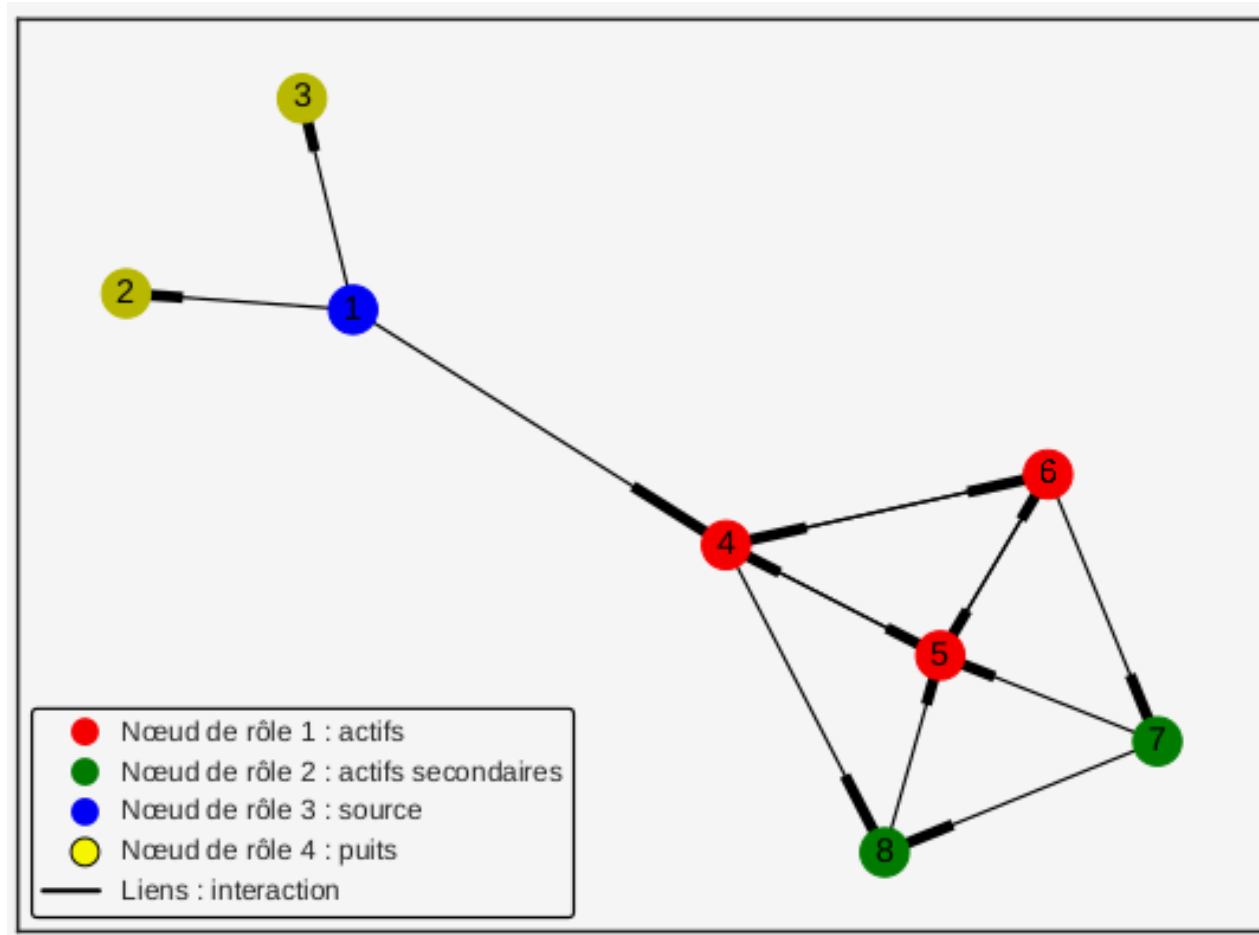 3
2
1
6
4
5
7
8
Nœud de rôle 1 : actifs
Nœud de rôle 2 : actifs secondaires
Nœud de rôle 3 : source
Nœud de rôle 4 : puits
Liens : interaction